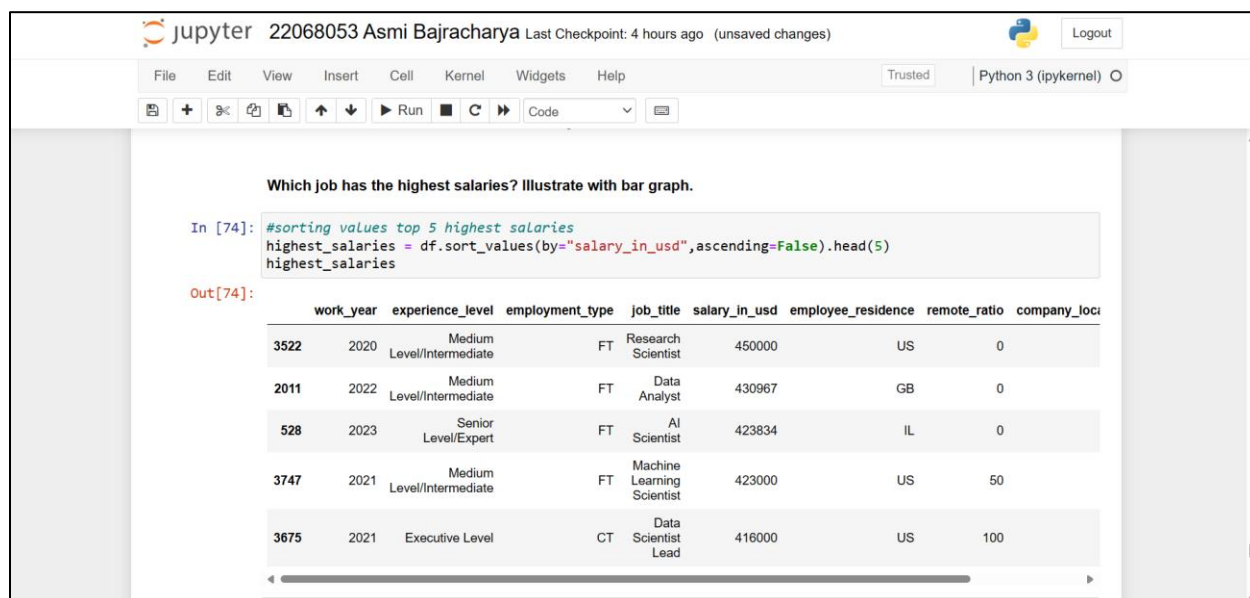 jupyter 22068053 Asmi Bajracharya Last Checkpoint: 4 hours ago (unsaved changes) Logout
File Edit View Insert Cell Kernel Widgets Help Trusted Python 3 (ipykernel)
Run Code
Which job has the highest salaries? Illustrate with bar graph.
In [74]: #sorting values top 5 highest salaries
highest_salaries = df.sort_values(by="salary_in_usd",ascending=False).head(5)
highest_salaries
Out[74]:
work_year experience_level employment_type job_title salary_in_usd employee_residence remote_ratio company_loca
3522 2020 Medium Level/Intermediate FT Research Scientist 450000 US 0
2011 2022 Medium Level/Intermediate FT Data Analyst 430967 GB 0
528 2023 Senior Level/Expert FT AI Scientist 423834 IL 0
3747 2021 Medium Level/Intermediate FT Machine Learning Scientist 423000 US 50
3675 2021 Executive Level CT Data Scientist Lead 416000 US 100